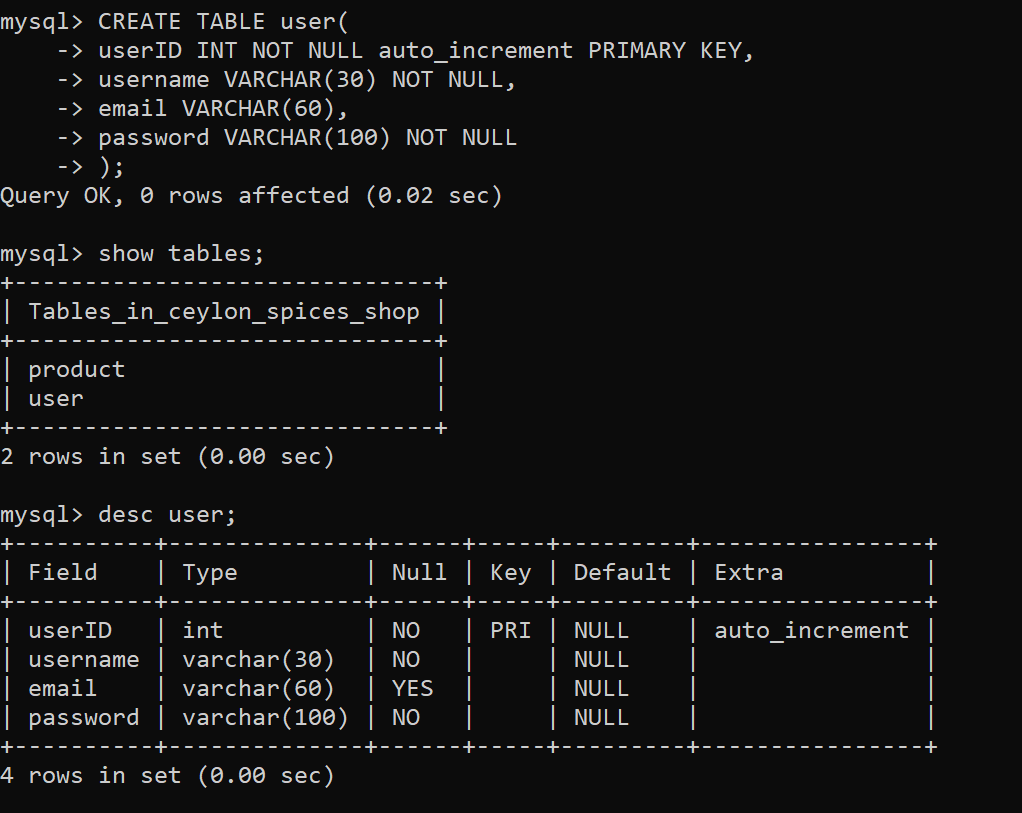 mysql> CREATE TABLE user(
    -> userID INT NOT NULL auto_increment PRIMARY KEY,
    -> username VARCHAR(30) NOT NULL,
    -> email VARCHAR(60),
    -> password VARCHAR(100) NOT NULL
    -> );
Query OK, 0 rows affected (0.02 sec)

mysql> show tables;
+------------------------------+
| Tables_in_ceylon_spices_shop |
+------------------------------+
| product                      |
| user                         |
+------------------------------+
2 rows in set (0.00 sec)

mysql> desc user;
+----------+--------------+------+-----+---------+----------------+
| Field    | Type         | Null | Key | Default | Extra          |
+----------+--------------+------+-----+---------+----------------+
| userID   | int          | NO   | PRI | NULL    | auto_increment |
| username | varchar(30)  | NO   |     | NULL    |                |
| email    | varchar(60)  | YES  |     | NULL    |                |
| password | varchar(100) | NO   |     | NULL    |                |
+----------+--------------+------+-----+---------+----------------+
4 rows in set (0.00 sec)